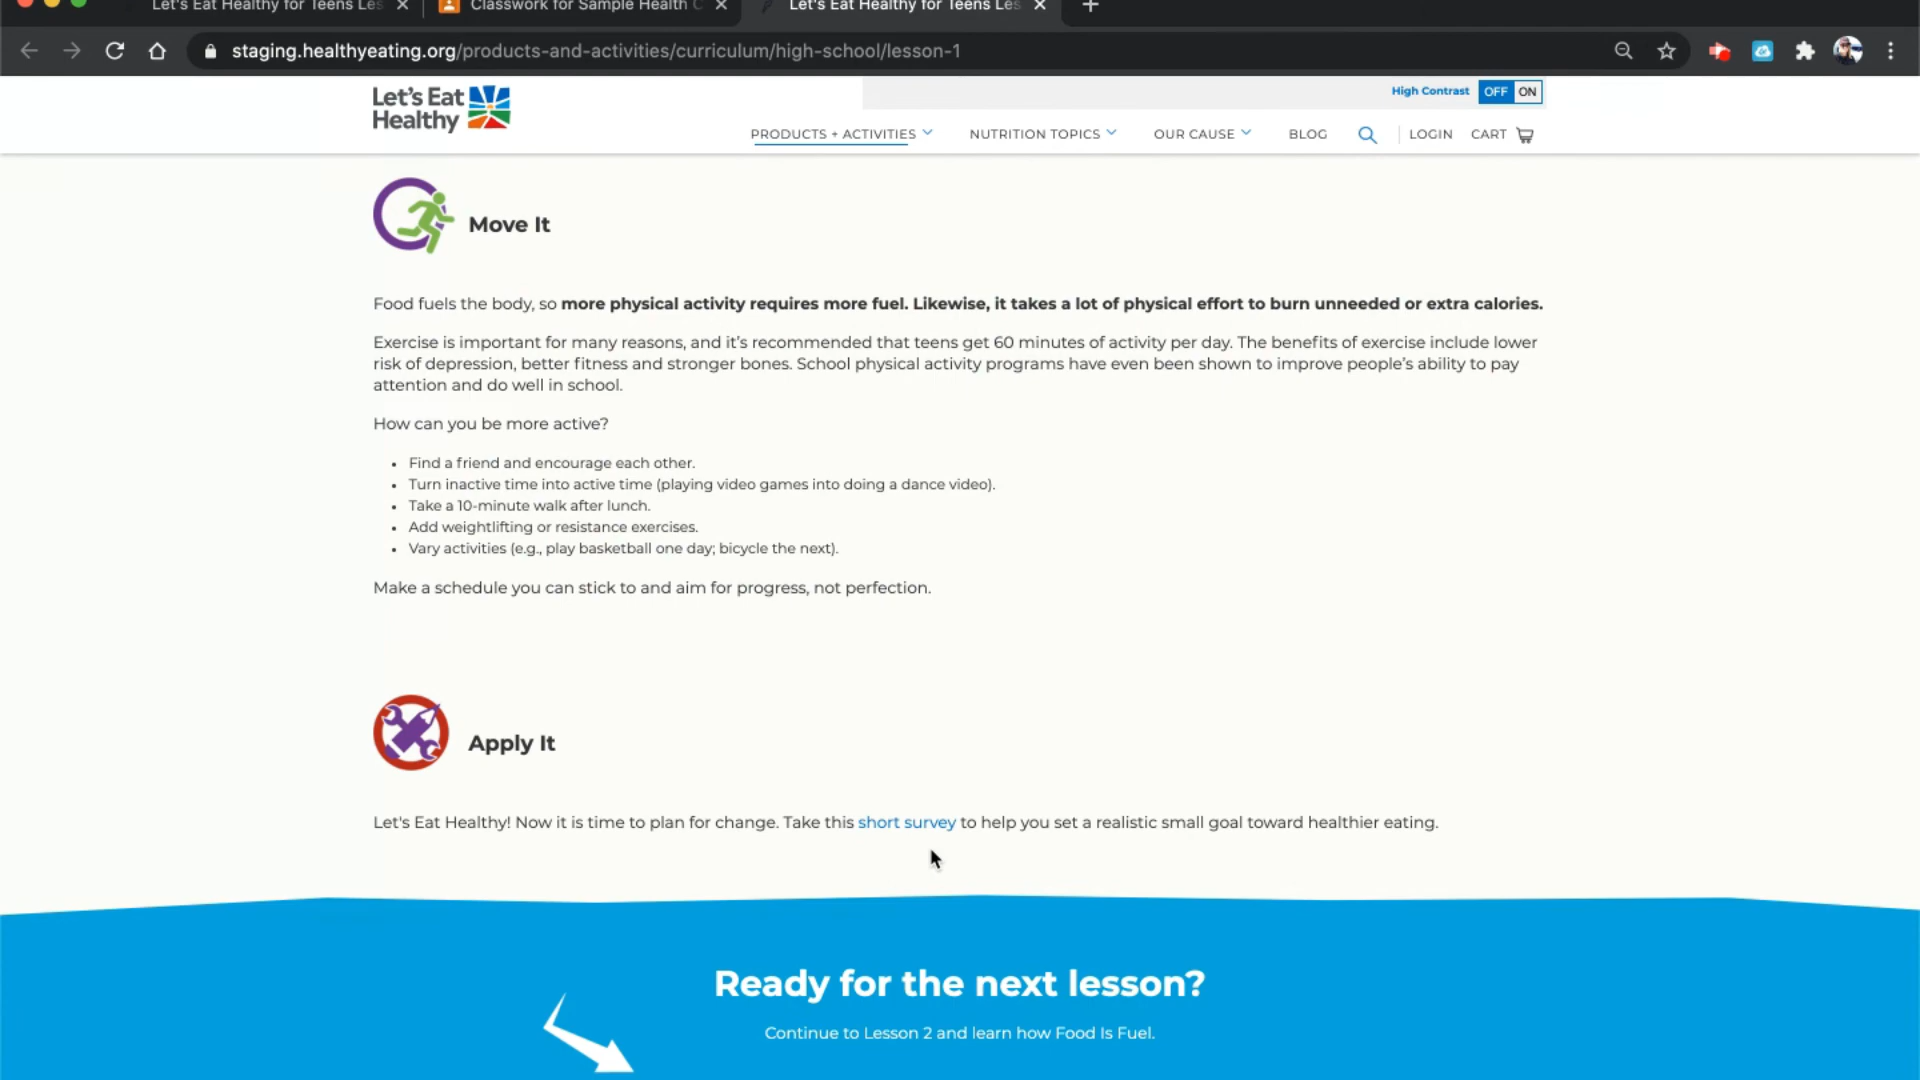 Let's Eat Healthy for Teens Les
Classwork for Sample Health C
Let's Eat Healthy for Teens Les
staging.healthyeating.org/products-and-activities/curriculum/high-school/lesson-1
Let's Eat
Healthy
High Contrast OFF ON
PRODUCTS + ACTIVITIES NUTRITION TOPICS OUR CAUSE BLOG LOGIN CART
Move It
Food fuels the body, so more physical activity requires more fuel. Likewise, it takes a lot of physical effort to burn unneeded or extra calories.
Exercise is important for many reasons, and it's recommended that teens get 60 minutes of activity per day. The benefits of exercise include lower
risk of depression, better fitness and stronger bones. School physical activity programs have even been shown to improve people's ability to pay
attention and do well in school.
How can you be more active?
• Find a friend and encourage each other.
• Turn inactive time into active time (playing video games into doing a dance video).
• Take a 10-minute walk after lunch.
• Add weightlifting or resistance exercises.
• Vary activities (e.g., play basketball one day; bicycle the next).
Make a schedule you can stick to and aim for progress, not perfection.
Apply It
Let's Eat Healthy! Now it is time to plan for change. Take this short survey to help you set a realistic small goal toward healthier eating.
Ready for the next lesson?
Continue to Lesson 2 and learn how Food Is Fuel.